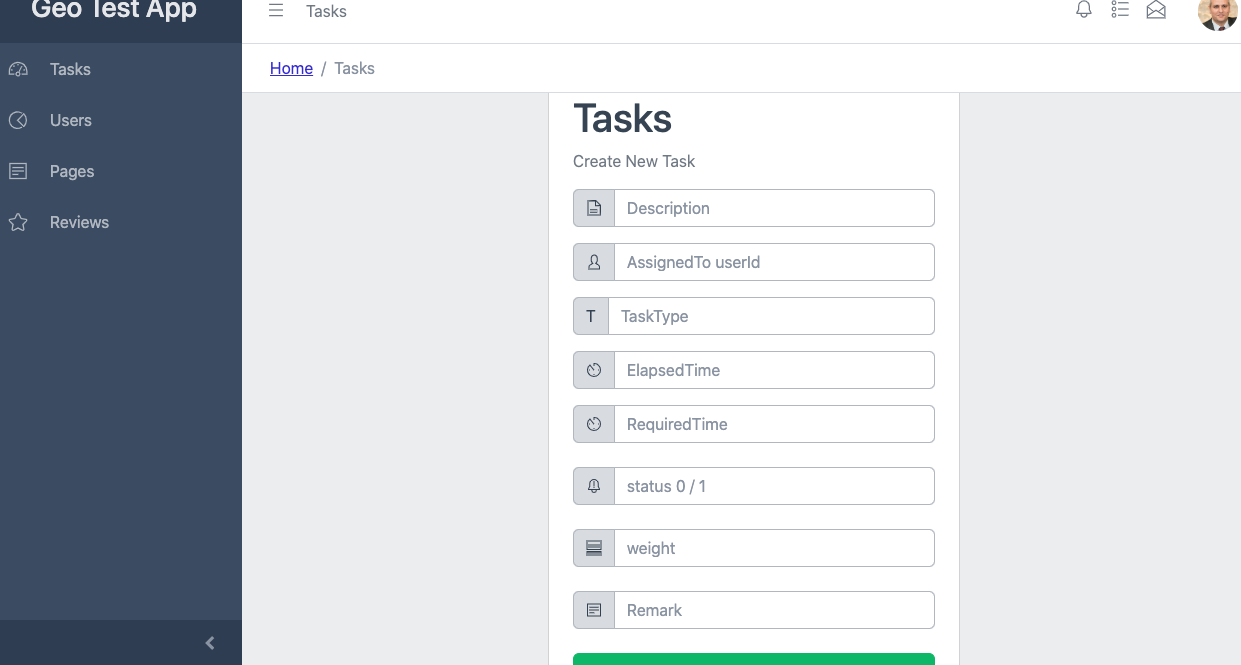 Geo Test App
Tasks
Users
Pages
Reviews
Tasks
Home / Tasks
Tasks
Create New Task
Description
AssignedTo userId
T TaskType
ElapsedTime
RequiredTime
status 0 / 1
weight
Remark